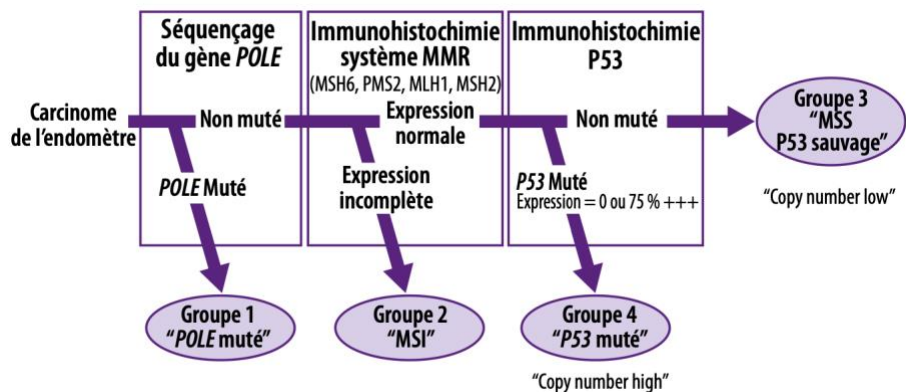 Séquençage
du gène POLE
Immunohistochimie
système MMR
(MSH6, PMS2, MLH1, MSH2)
Immunohistochimie
P53
Carcinome
de l'endomètre
Non muté
Expression
normale
Non muté
Groupe 3
“MSS
P53 sauvage”
“Copy number low”
POLE Muté
Expression
incomplète
P53 Muté
Expression = 0 ou 75 % +++
Groupe 1
“POLE muté”
Groupe 2
“MSI”
Groupe 4
“P53 muté”
“Copy number high”